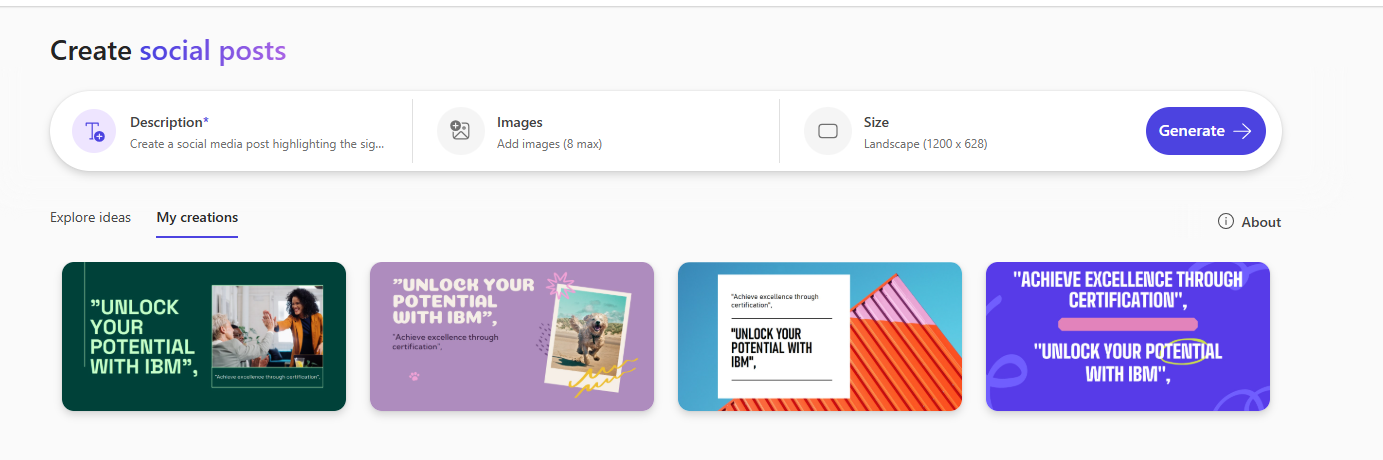 Create social posts
Description*
Create a social media post highlighting the sig...
Images
Add images (8 max)
Size
Landscape (1200 x 628)
Generate
Explore ideas
My creations
About
"UNLOCK
YOUR
POTENTIAL
WITH IBM",
"Achieve excellence through certification",
"UNLOCK YOUR
POTENTIAL
WITH IBM",
"Achieve excellence through
certification",
"Achieve excellence through
certification",
"UNLOCK YOUR
POTENTIAL WITH
IBM",
"ACHIEVE EXCELLENCE THROUGH
CERTIFICATION",
"UNLOCK YOUR POTENTIAL
WITH IBM",